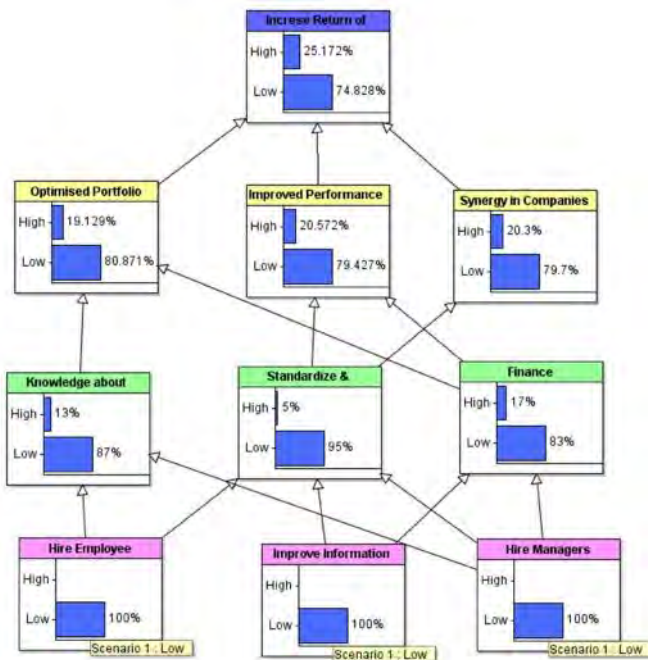 Increse Return of
High 25.172%
Low 74.828%
Optimised Portfolio
High 19.129%
Low 80.871%
Improved Performance
High 20.572%
Low 79.427%
Synergy in Companies
High 20.3%
Low 79.7%
Knowledge about
High 13%
Low 87%
Standardize &
High 5%
Low 95%
Finance
High 17%
Low 83%
Hire Employee
High
Low 100%
Scenario 1 : Low
Improve Information
High
Low 100%
Scenario 1 : Low
Hire Managers
High
Low 100%
Scenario 1 : Low